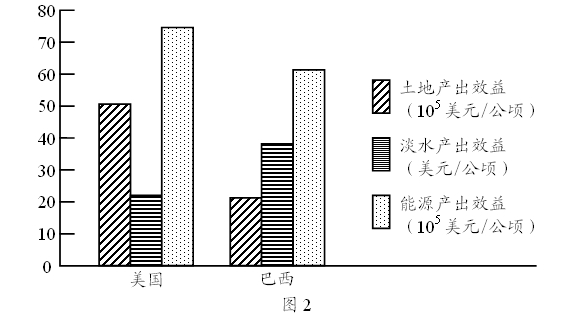 80
70
60
50
40
30
20
10
0
美国
巴西
土地产出效益
（10⁵美元/公顷）
淡水产出效益
（美元/公顷）
能源产出效益
（10⁵美元/公顷）
图2